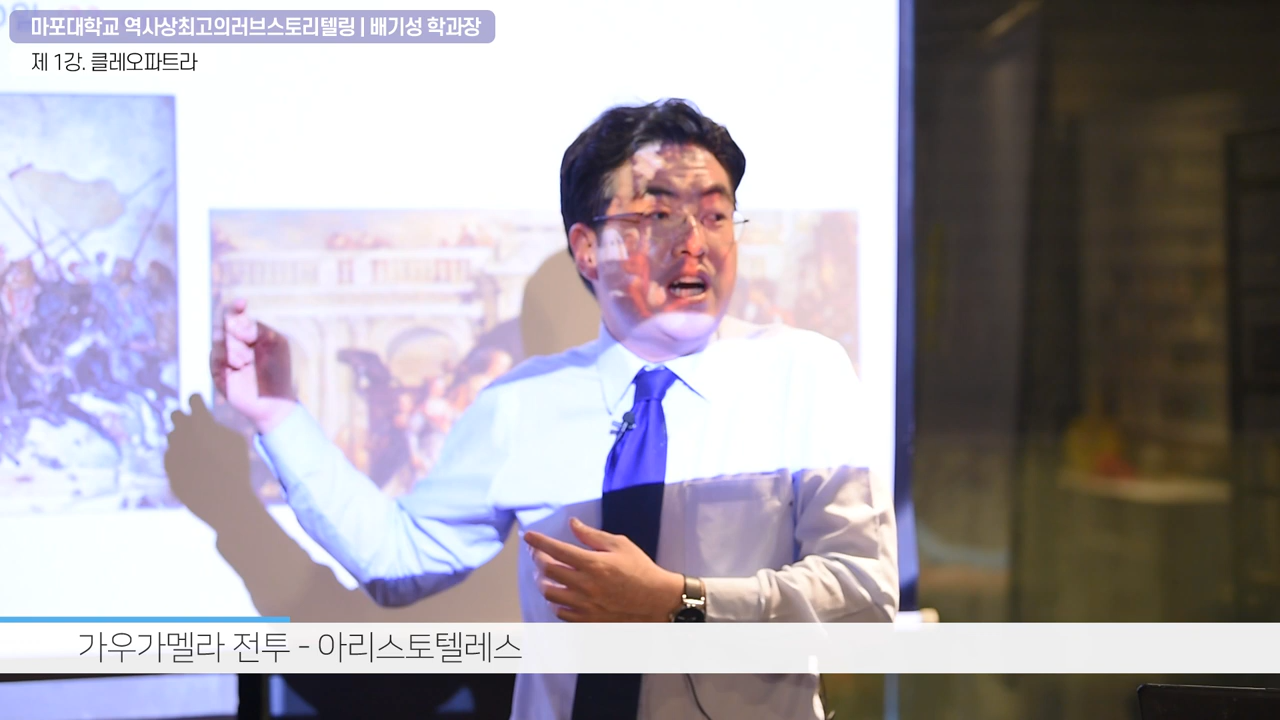 마포대학교 역사상최고의러브스토리텔링 | 배기성 학과장
제 1강. 클레오파트라
가우가멜라 전투 - 아리스토텔레스